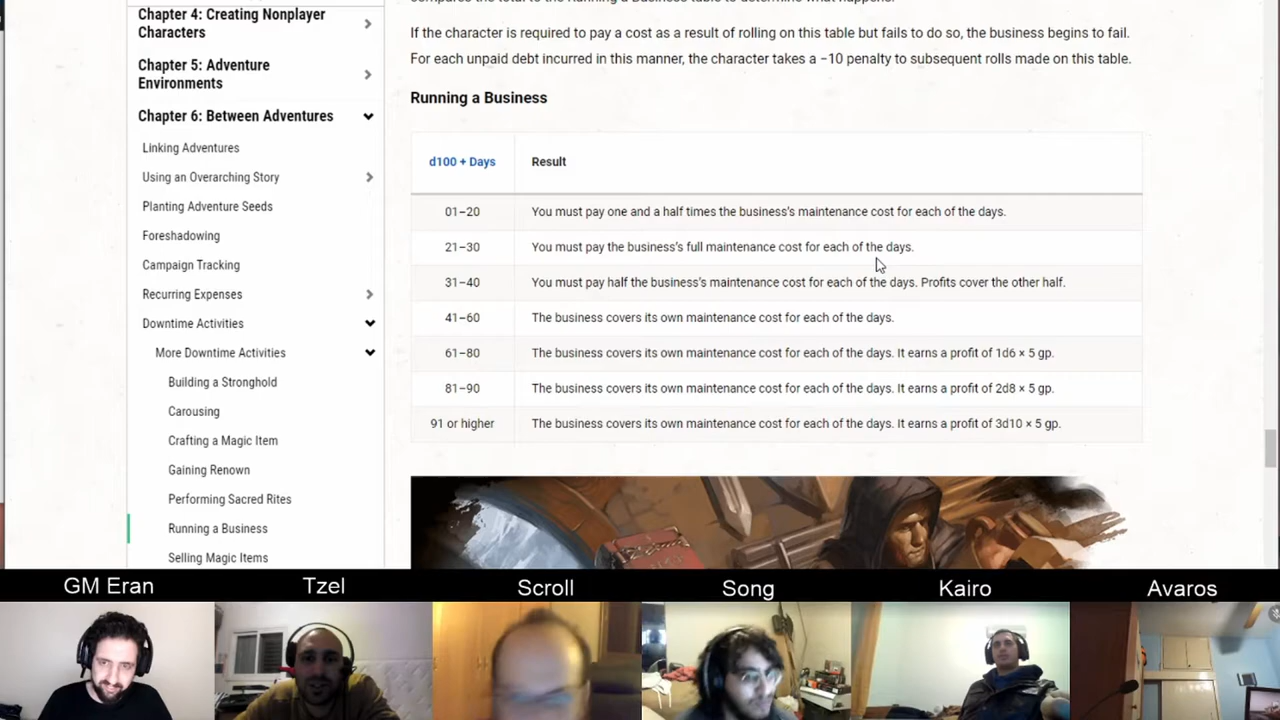 Chapter 4: Creating Nonplayer
Characters
Chapter 5: Adventure
Environments
Chapter 6: Between Adventures
Linking Adventures
Using an Overarching Story
Planting Adventure Seeds
Foreshadowing
Campaign Tracking
Recurring Expenses
Downtime Activities
More Downtime Activities
Building a Stronghold
Carousing
Crafting a Magic Item
Gaining Renown
Performing Sacred Rites
Running a Business
Selling Magic Items
compares the total to the Running a Business table to determine what happens.
If the character is required to pay a cost as a result of rolling on this table but fails to do so, the business begins to fail.
For each unpaid debt incurred in this manner, the character takes a −10 penalty to subsequent rolls made on this table.
Running a Business
d100 + Days Result
01–20 You must pay one and a half times the business's maintenance cost for each of the days.
21–30 You must pay the business's full maintenance cost for each of the days.
31–40 You must pay half the business's maintenance cost for each of the days. Profits cover the other half.
41–60 The business covers its own maintenance cost for each of the days.
61–80 The business covers its own maintenance cost for each of the days. It earns a profit of 1d6 × 5 gp.
81–90 The business covers its own maintenance cost for each of the days. It earns a profit of 2d8 × 5 gp.
91 or higher The business covers its own maintenance cost for each of the days. It earns a profit of 3d10 × 5 gp.
GM Eran Tzel Scroll Song Kairo Avaros